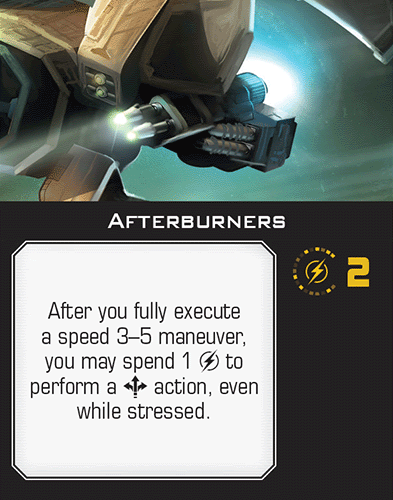 AFTERBURNERS
2
After you fully execute
a speed 3–5 maneuver,
you may spend 1 to
perform a action, even
while stressed.